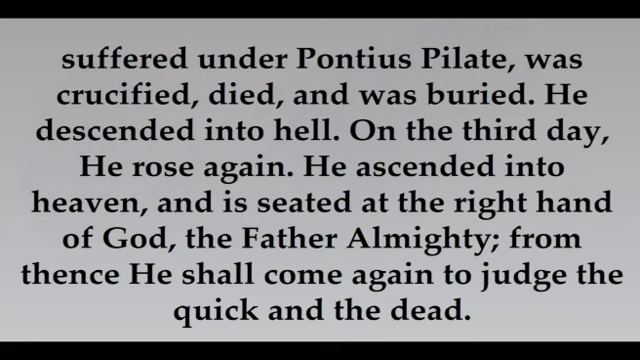 suffered under Pontius Pilate, was
crucified, died, and was buried. He
descended into hell. On the third day,
He rose again. He ascended into
heaven, and is seated at the right hand
of God, the Father Almighty; from
thence He shall come again to judge the
quick and the dead.